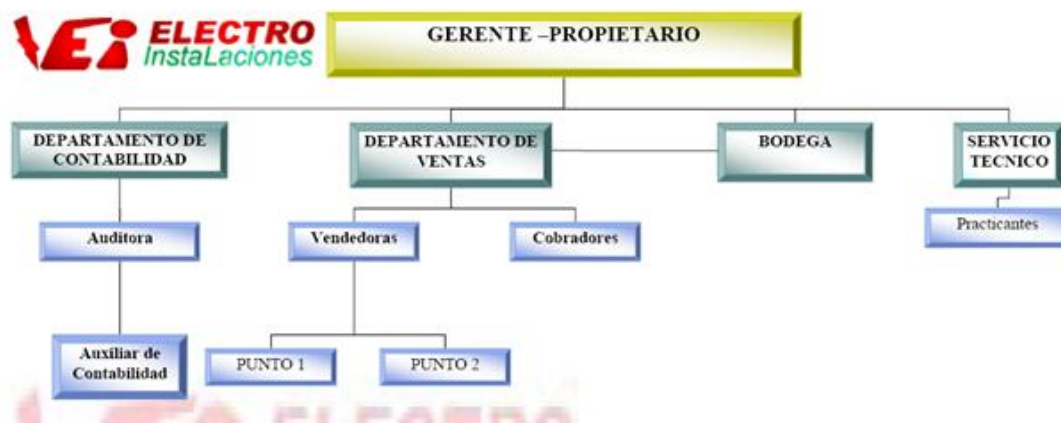 ELECTRO
InstaLaciones
GERENTE –PROPIETARIO
DEPARTAMENTO DE
CONTABILIDAD
DEPARTAMENTO DE
VENTAS
BODEGA
SERVICIO
TECNICO
Auditora
Vendedoras
Cobradores
Practicantes
Auxiliar de
Contabilidad
PUNTO 1
PUNTO 2
ELECTRO